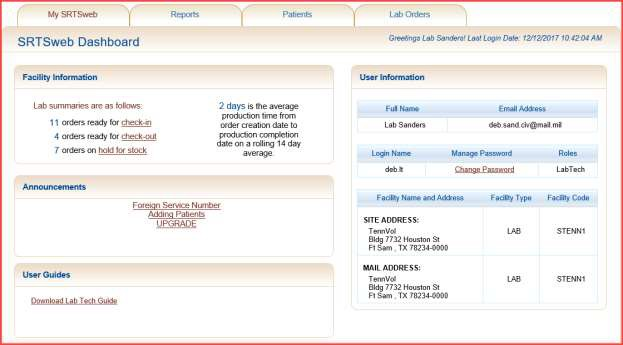 My SRTSweb
Reports
Patients
Lab Orders
SRTSweb Dashboard
Greetings Lab Sanders! Last Login Date: 12/12/2017 10:42:04 AM
Facility Information
Lab summaries are as follows:
11 orders ready for check-in
4 orders ready for check-out
7 orders on hold for stock
2 days is the average
production time from
order creation date to
production completion
date on a rolling 14 day
average.
Announcements
Foreign Service Number
Adding Patients
UPGRADE
User Guides
Download Lab Tech Guide
User Information
Full Name Email Address
Lab Sanders deb.sand.civ@mail.mil
Login Name Manage Password Roles
deb.lt Change Password LabTech
Facility Name and Address Facility Type Facility Code
SITE ADDRESS:
TennVol LAB STENN1
Bldg 7732 Houston St
Ft Sam , TX 78234-0000
MAIL ADDRESS:
TennVol LAB STENN1
Bldg 7732 Houston St
Ft Sam , TX 78234-0000